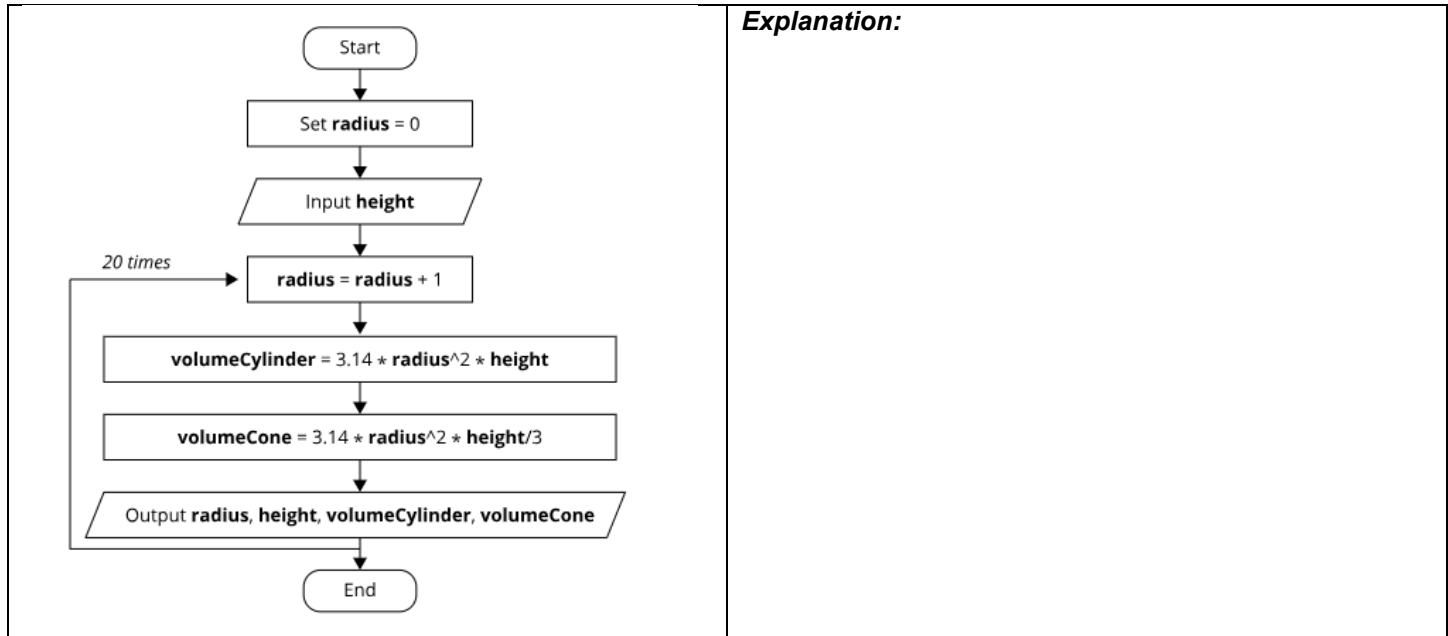 Explanation:
Start
Set radius = 0
Input height
20 times
radius = radius + 1
volumeCylinder = 3.14 * radius^2 * height
volumeCone = 3.14 * radius^2 * height/3
Output radius, height, volumeCylinder, volumeCone
End